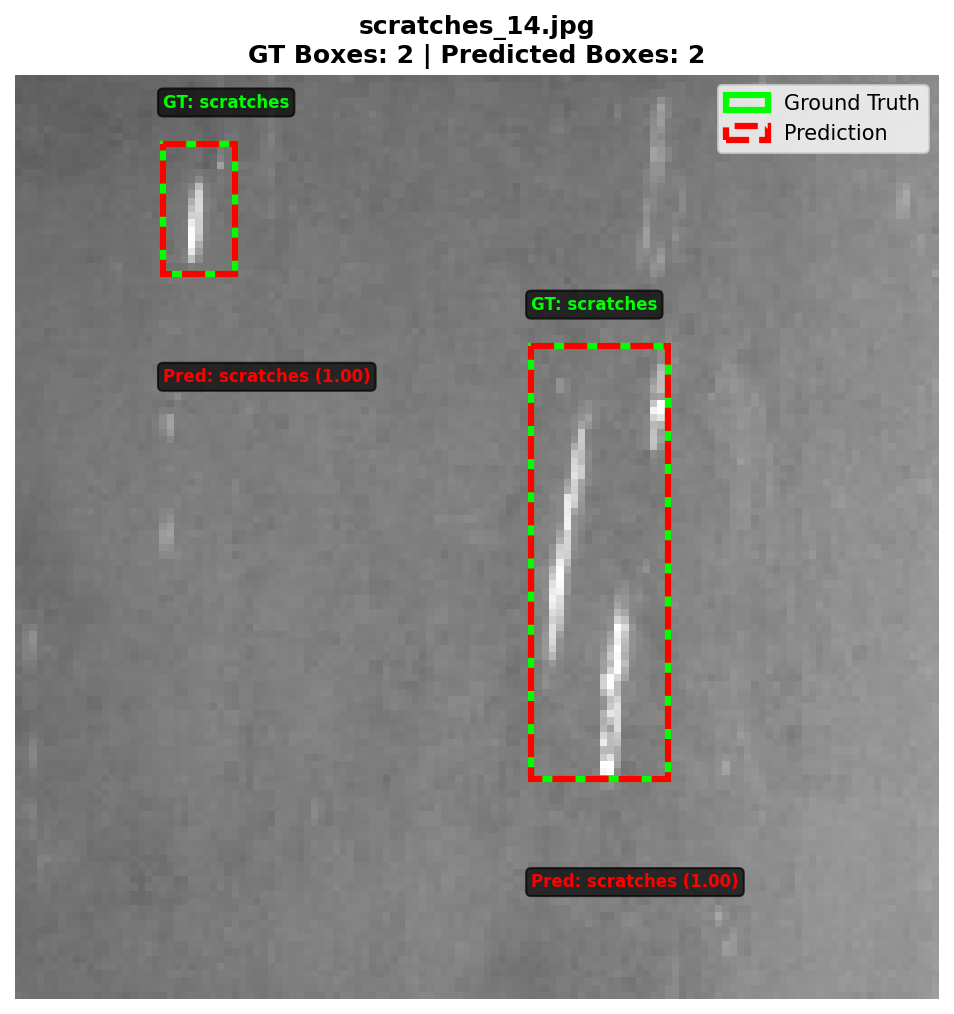 scratches_14.jpg
GT Boxes: 2 | Predicted Boxes: 2
GT: scratches
Ground Truth
Prediction
GT: scratches
Pred: scratches (1.00)
Pred: scratches (1.00)